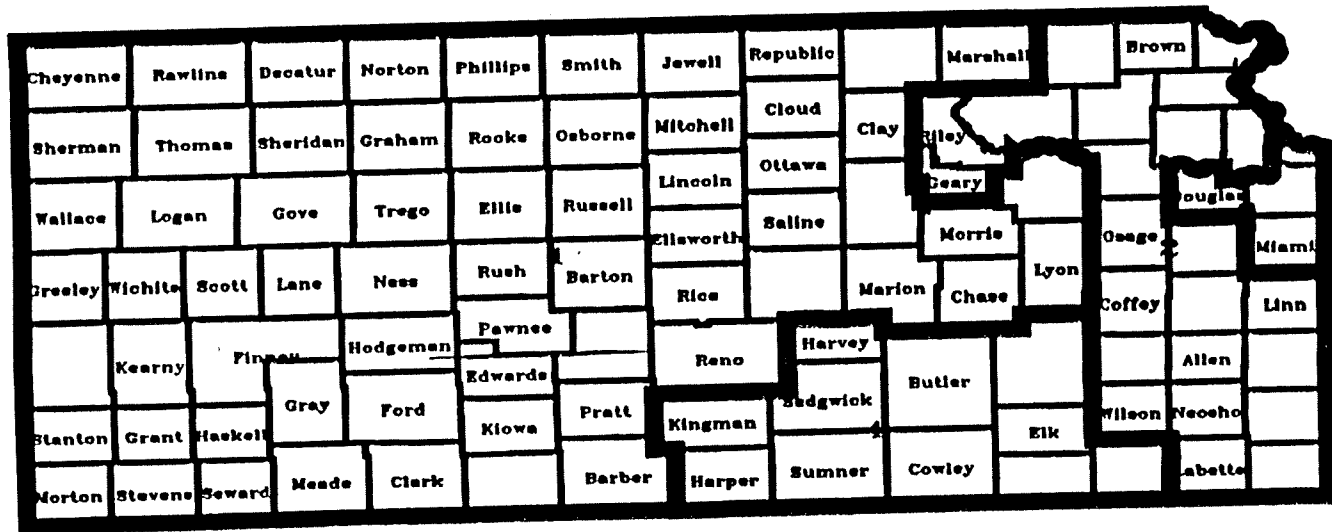 Cheyenne Rawlins Decatur Norton Phillips Smith Jewell Republic Marshall Brown
Cloud
Sherman Thomas Sheridan Graham Rooks Osborne Mitchell Clay Riley
Ottawa
Lincoln Geary
Wallace Logan Gove Trego Ellis Russell Saline Douglas
Ellsworth Morris Osage Miami
Greeley Wichita Scott Lane Ness Rush Barton Rice Marion Chase Lyon Coffey Linn
Pawnee
Kearny Finney Hodgeman Reno Harvey Allen
Edwards
Gray Ford Pratt Sedgwick Butler
Stanton Grant Haskell Kiowa Kingman Elk Wilson Neosho
Morton Stevens Seward Meade Clark Barber Harper Sumner Cowley Labette